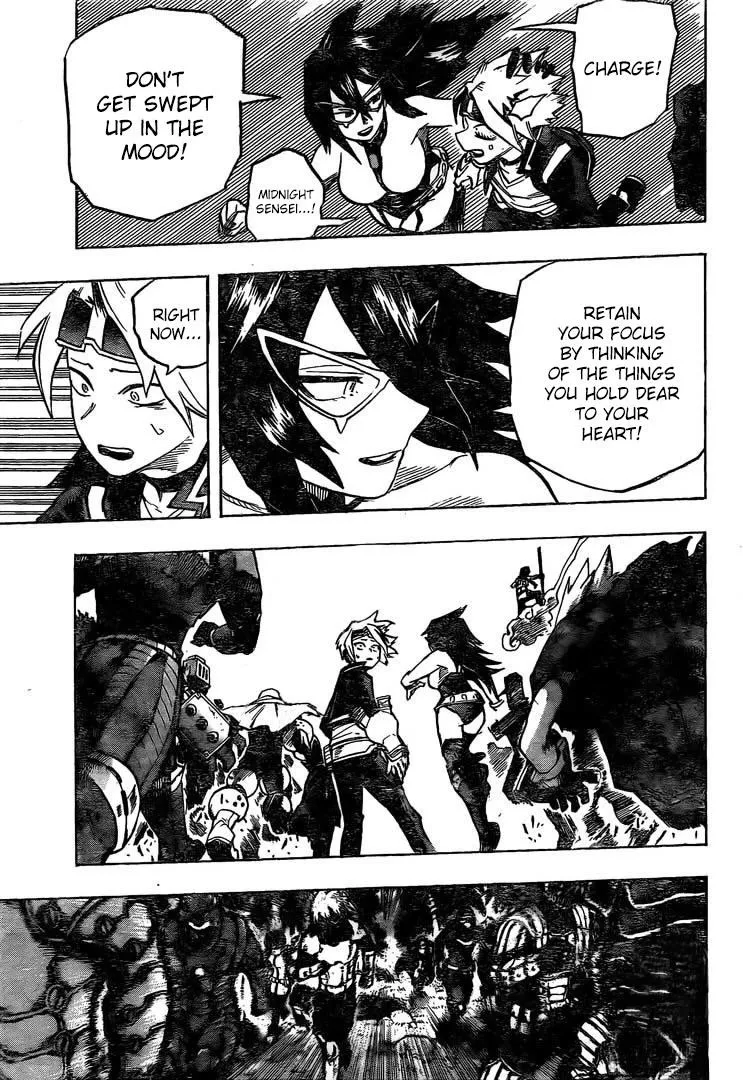 CHARGE!
DON'T
GET SWEPT
UP IN THE
MOOD!
MIDNIGHT
SENSEI...!
RETAIN
YOUR FOCUS
BY THINKING
OF THE THINGS
YOU HOLD DEAR
TO YOUR
HEART!
RIGHT
NOW...